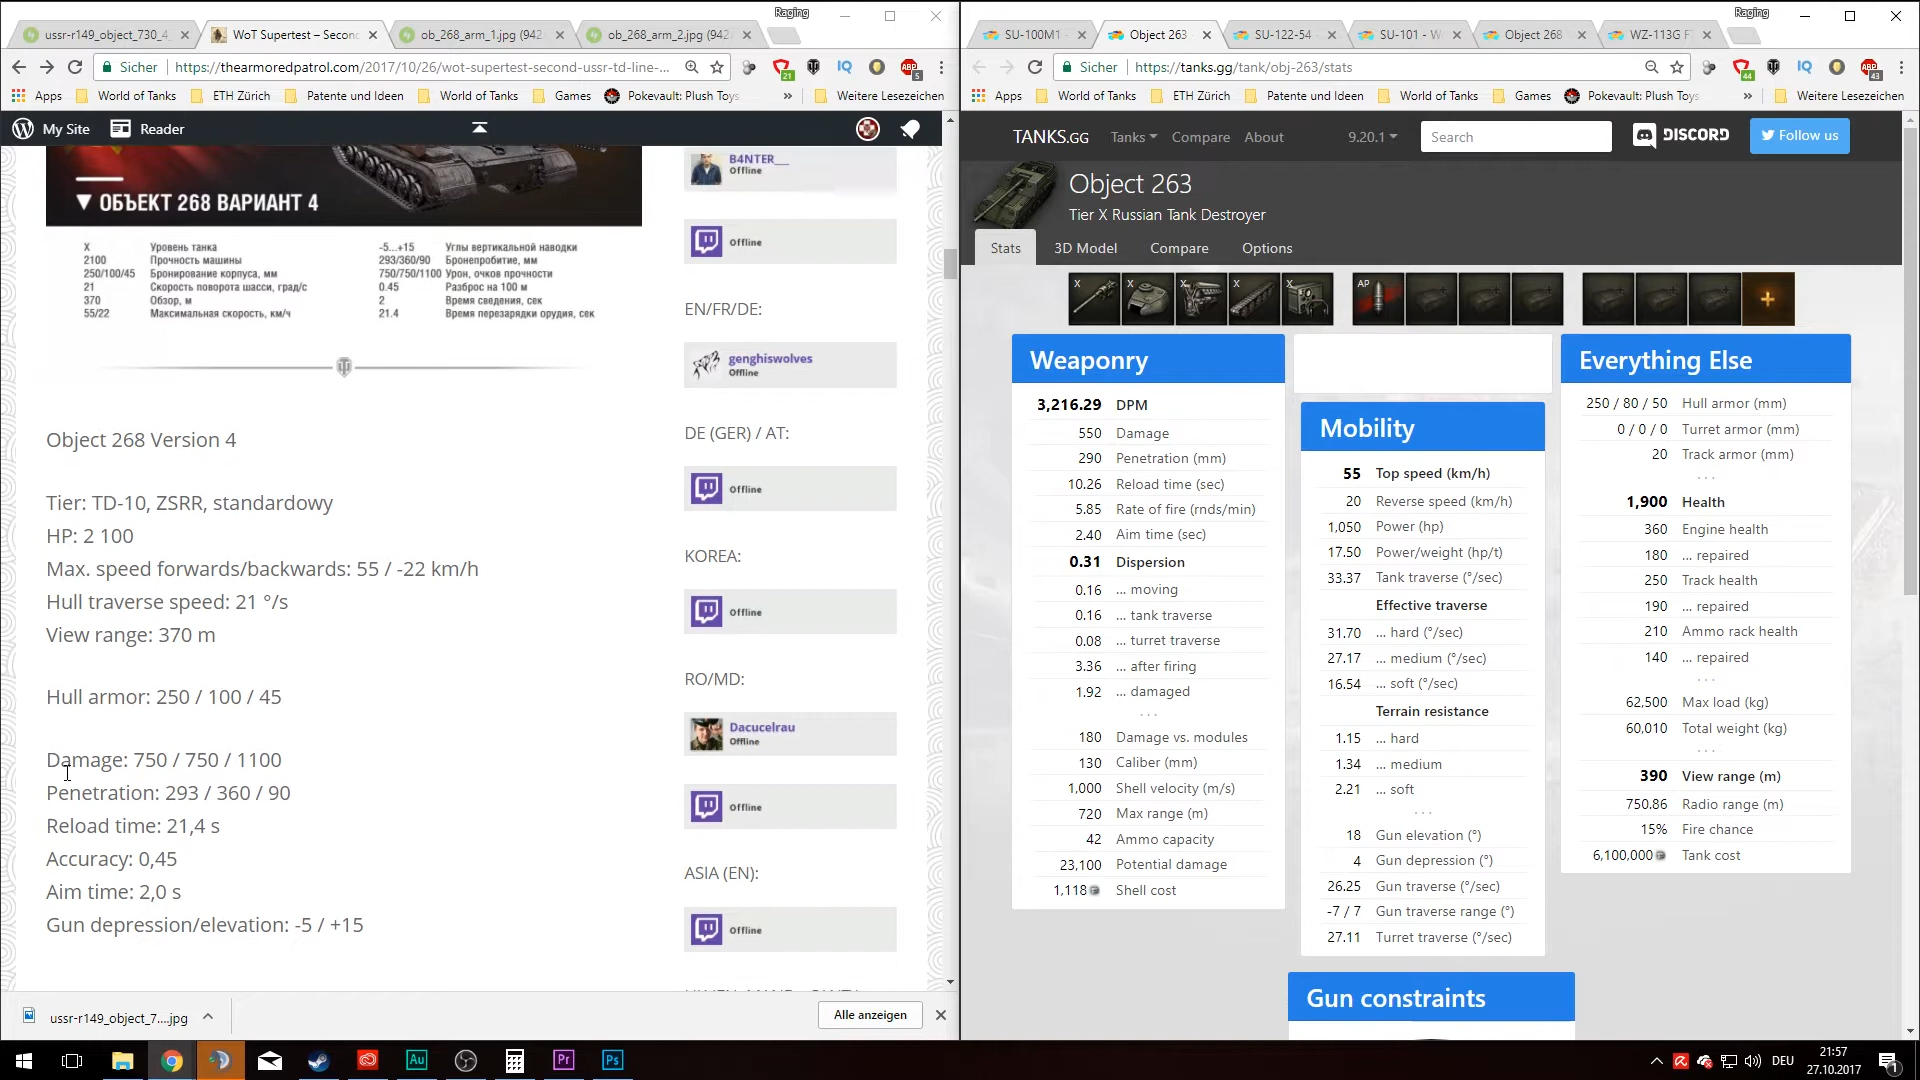 Raging
ussr-r149_object_730_4
WoT Supertest – Second
ob_268_arm_1.jpg (942
ob_268_arm_2.jpg (942
Sicher
https://thearmoredpatrol.com/2017/10/26/wot-supertest-second-ussr-td-line-...
21
IQ
ABP
5
Apps
World of Tanks
ETH Zürich
Patente und Ideen
World of Tanks
Games
Pokevault: Plush Toys
»
Weitere Lesezeichen
My Site
Reader
▼ ОБЪЕКТ 268 ВАРИАНТ 4
X Уровень танка
2100 Прочность машины
250/100/45 Бронирование корпуса, мм
21 Скорость поворота шасси, град/с
370 Обзор, м
55/22 Максимальная скорость, км/ч
-5...+15 Углы вертикальной наводки
293/360/90 Бронепробитие, мм
750/750/1100 Урон, очков прочности
0.45 Разброс на 100 м
2 Время сведения, сек
21.4 Время перезарядки орудия, сек
Object 268 Version 4
Tier: TD-10, ZSRR, standardowy
HP: 2 100
Max. speed forwards/backwards: 55 / -22 km/h
Hull traverse speed: 21 °/s
View range: 370 m
Hull armor: 250 / 100 / 45
Damage: 750 / 750 / 1100
Penetration: 293 / 360 / 90
Reload time: 21,4 s
Accuracy: 0,45
Aim time: 2,0 s
Gun depression/elevation: -5 / +15
B4NTER__
Offline
Offline
EN/FR/DE:
genghiswolves
Offline
DE (GER) / AT:
Offline
KOREA:
Offline
RO/MD:
Dacucelrau
Offline
Offline
ASIA (EN):
Offline
ussr-r149_object_7....jpg
Alle anzeigen
Raging
SU-100M1 -
Object 263
SU-122-54 -
SU-101 - W
Object 268
WZ-113G F
Sicher
https://tanks.gg/tank/obj-263/stats
44
IQ
ABP
43
Apps
World of Tanks
ETH Zürich
Patente und Ideen
World of Tanks
Games
Pokevault: Plush Toys
»
Weitere Lesezeichen
TANKS.GG
Tanks
Compare
About
9.20.1
Search
DISCORD
Follow us
Object 263
Tier X Russian Tank Destroyer
Stats
3D Model
Compare
Options
X
X
X
X
X
AP
+
Weaponry
3,216.29 DPM
550 Damage
290 Penetration (mm)
10.26 Reload time (sec)
5.85 Rate of fire (rnds/min)
2.40 Aim time (sec)
0.31 Dispersion
0.16 ... moving
0.16 ... tank traverse
0.08 ... turret traverse
3.36 ... after firing
1.92 ... damaged
...
180 Damage vs. modules
130 Caliber (mm)
1,000 Shell velocity (m/s)
720 Max range (m)
42 Ammo capacity
23,100 Potential damage
1,118 Shell cost
Mobility
55 Top speed (km/h)
20 Reverse speed (km/h)
1,050 Power (hp)
17.50 Power/weight (hp/t)
33.37 Tank traverse (°/sec)
Effective traverse
31.70 ... hard (°/sec)
27.17 ... medium (°/sec)
16.54 ... soft (°/sec)
Terrain resistance
1.15 ... hard
1.34 ... medium
2.21 ... soft
...
18 Gun elevation (°)
4 Gun depression (°)
26.25 Gun traverse (°/sec)
-7 / 7 Gun traverse range (°)
27.11 Turret traverse (°/sec)
Gun constraints
Everything Else
250 / 80 / 50 Hull armor (mm)
0 / 0 / 0 Turret armor (mm)
20 Track armor (mm)
...
1,900 Health
360 Engine health
180 ... repaired
250 Track health
190 ... repaired
210 Ammo rack health
140 ... repaired
...
62,500 Max load (kg)
60,010 Total weight (kg)
...
390 View range (m)
750.86 Radio range (m)
15% Fire chance
6,100,000 Tank cost
Au
Pr
Ps
DEU
21:57
27.10.2017
1